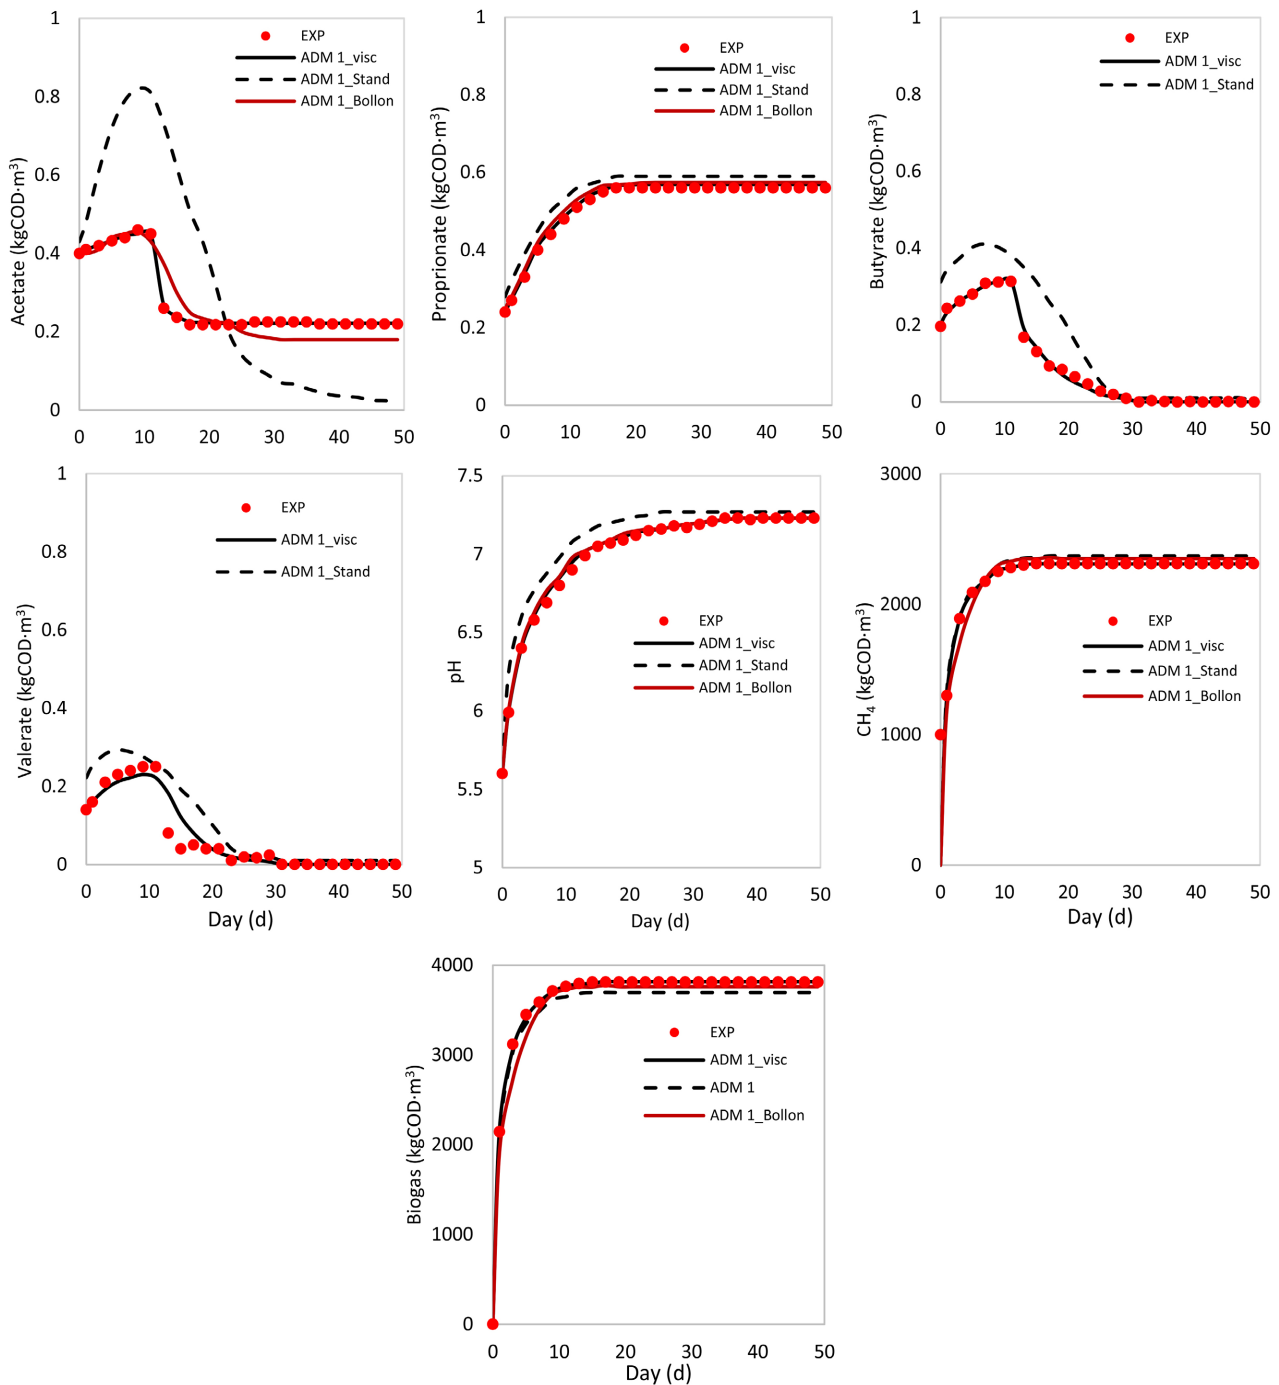 1
0.8
0.6
0.4
0.2
0
0 10 20 30 40 50
Acetate (kgCOD·m³)
EXP
ADM 1_visc
ADM 1_Stand
ADM 1_Bollon
1
0.8
0.6
0.4
0.2
0
0 10 20 30 40 50
Proprionate (kgCOD·m³)
EXP
ADM 1_visc
ADM 1_Stand
ADM 1_Bollon
1
0.8
0.6
0.4
0.2
0
0 10 20 30 40 50
Butyrate (kgCOD·m³)
EXP
ADM 1_visc
ADM 1_Stand
1
0.8
0.6
0.4
0.2
0
0 10 20 30 40 50
Valerate (kgCOD·m³)
Day (d)
EXP
ADM 1_visc
ADM 1_Stand
7.5
7
6.5
6
5.5
5
0 10 20 30 40 50
pH
Day (d)
EXP
ADM 1_visc
ADM 1_Stand
ADM 1_Bollon
3000
2000
1000
0
0 10 20 30 40 50
CH₄ (kgCOD·m³)
Day (d)
EXP
ADM 1_visc
ADM 1_Stand
ADM 1_Bollon
4000
3000
2000
1000
0
0 10 20 30 40 50
Biogas (kgCOD·m³)
Day (d)
EXP
ADM 1_visc
ADM 1
ADM 1_Bollon